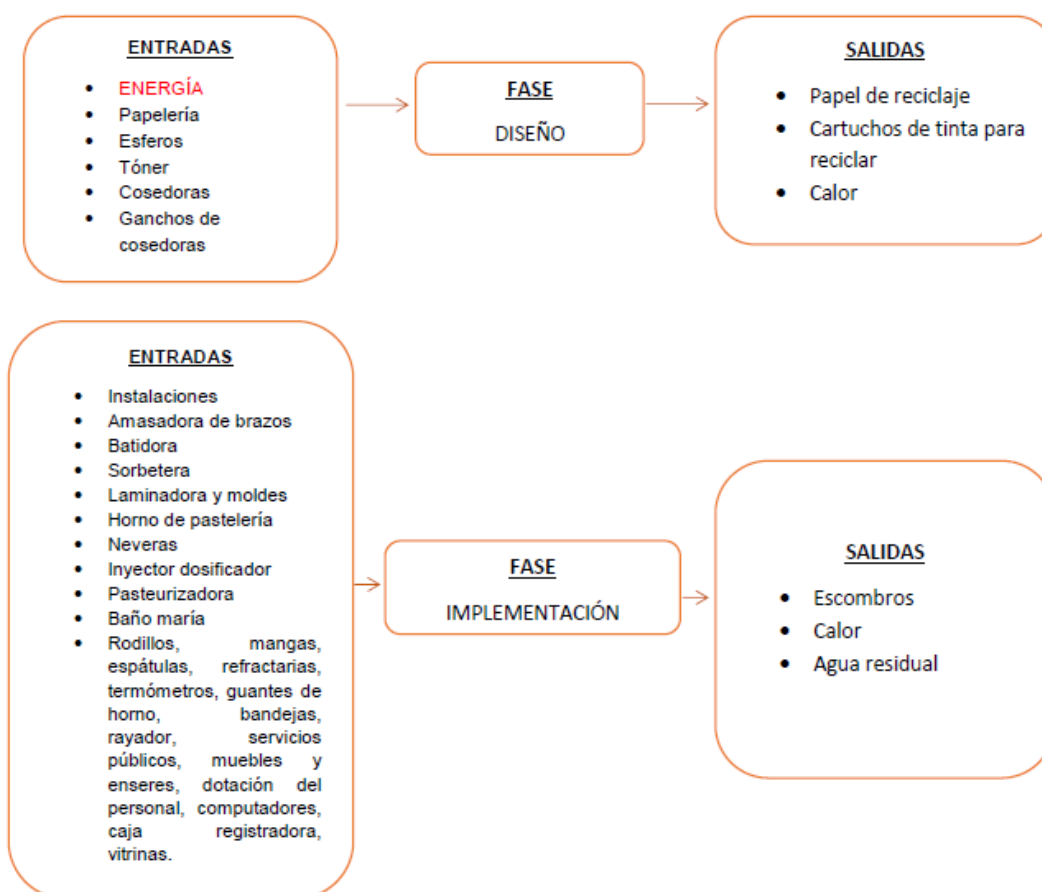 ENTRADAS
• ENERGÍA
• Papelería
• Esferos
• Tóner
• Cosedoras
• Ganchos de
cosedoras
FASE
DISEÑO
SALIDAS
• Papel de reciclaje
• Cartuchos de tinta para
reciclar
• Calor
ENTRADAS
• Instalaciones
• Amasadora de brazos
• Batidora
• Sorbetera
• Laminadora y moldes
• Horno de pastelería
• Neveras
• Inyector dosificador
• Pasteurizadora
• Baño maría
• Rodillos, mangas,
espátulas, refractarias,
termómetros, guantes de
horno, bandejas,
rayador, servicios
públicos, muebles y
enseres, dotación del
personal, computadores,
caja registradora,
vitrinas.
FASE
IMPLEMENTACIÓN
SALIDAS
• Escombros
• Calor
• Agua residual